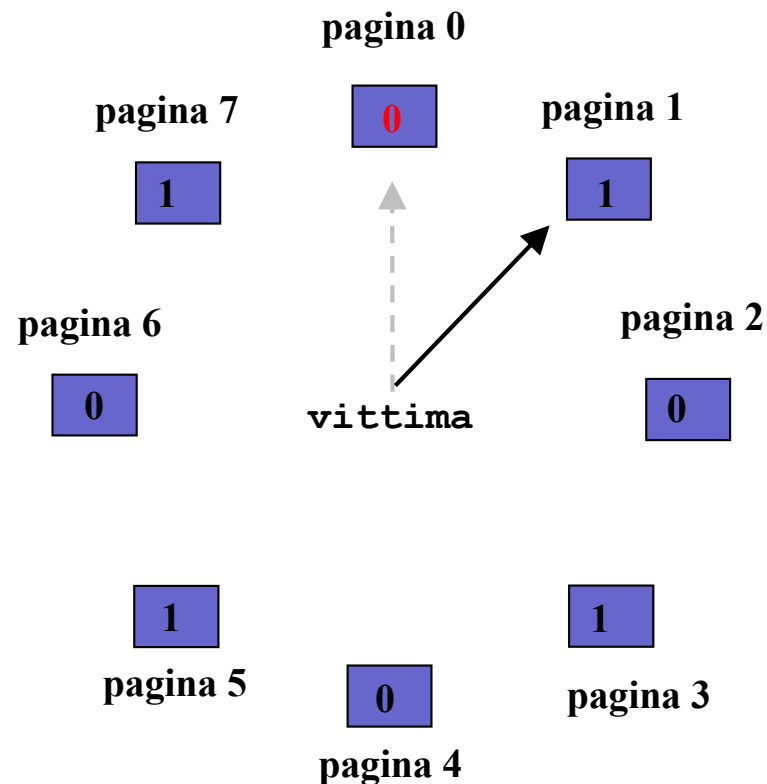 pagina 0
0
pagina 7
pagina 1
1
1
pagina 6
pagina 2
0
vittima
0
1
1
pagina 5
0
pagina 3
pagina 4